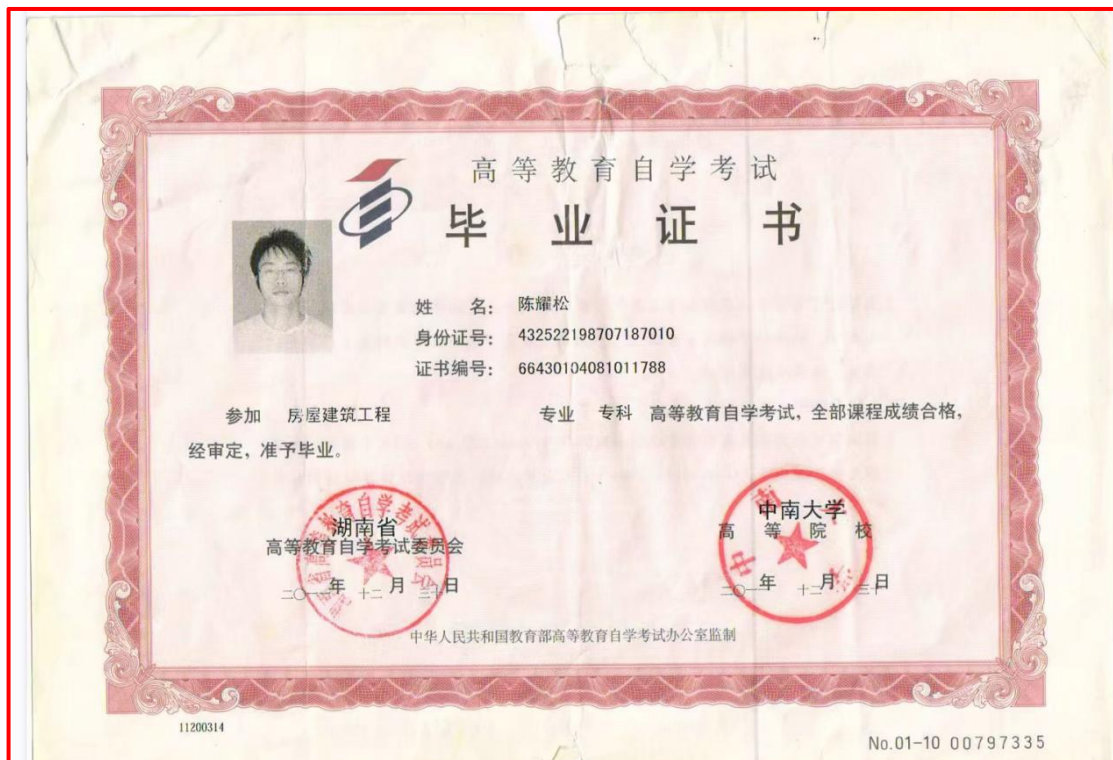 高等教育自学考试
毕业证书
姓 名: 陈耀松
身份证号: 432522198707187010
证书编号: 66430104081011788
参加 房屋建筑工程 专业 专科 高等教育自学考试，全部课程成绩合格，
经审定，准予毕业。
湖南省
高等教育自学考试委员会
年 十二 月 三十 日
中南大学
高等院校
年 十二 月 三十 日
中华人民共和国教育部高等教育自学考试办公室监制
11200314
No.01-10 00797335